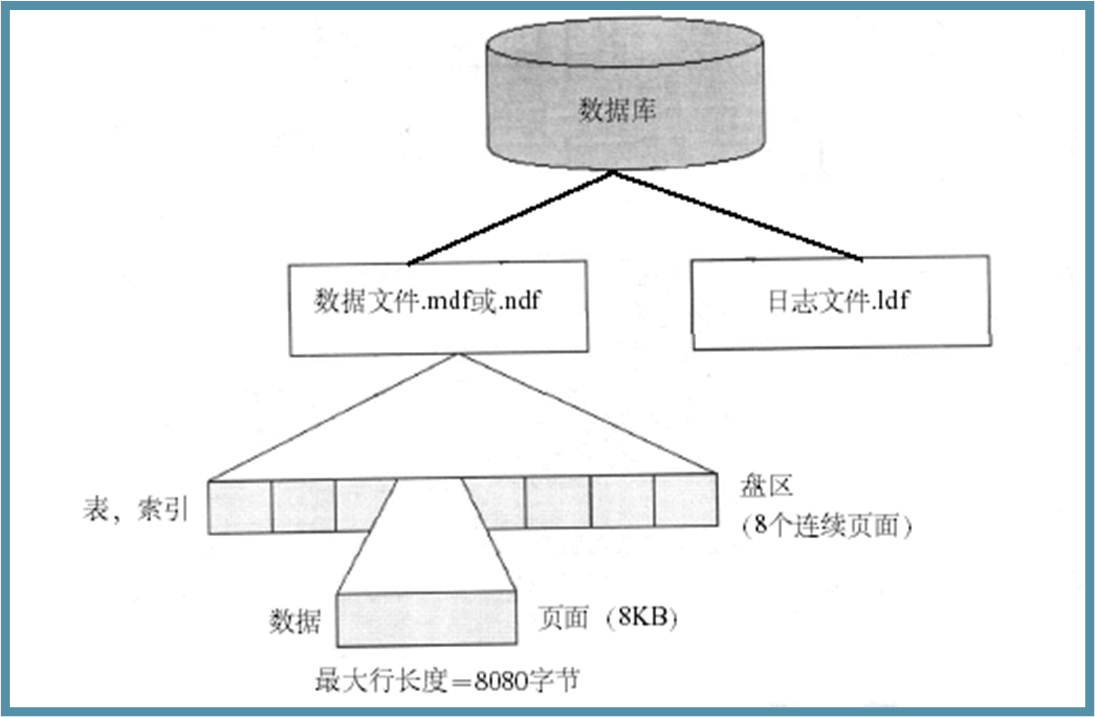 数据库
数据文件.mdf或.ndf
日志文件.ldf
表，索引
盘区
(8个连续页面)
数据
页面 (8KB)
最大行长度＝8080字节